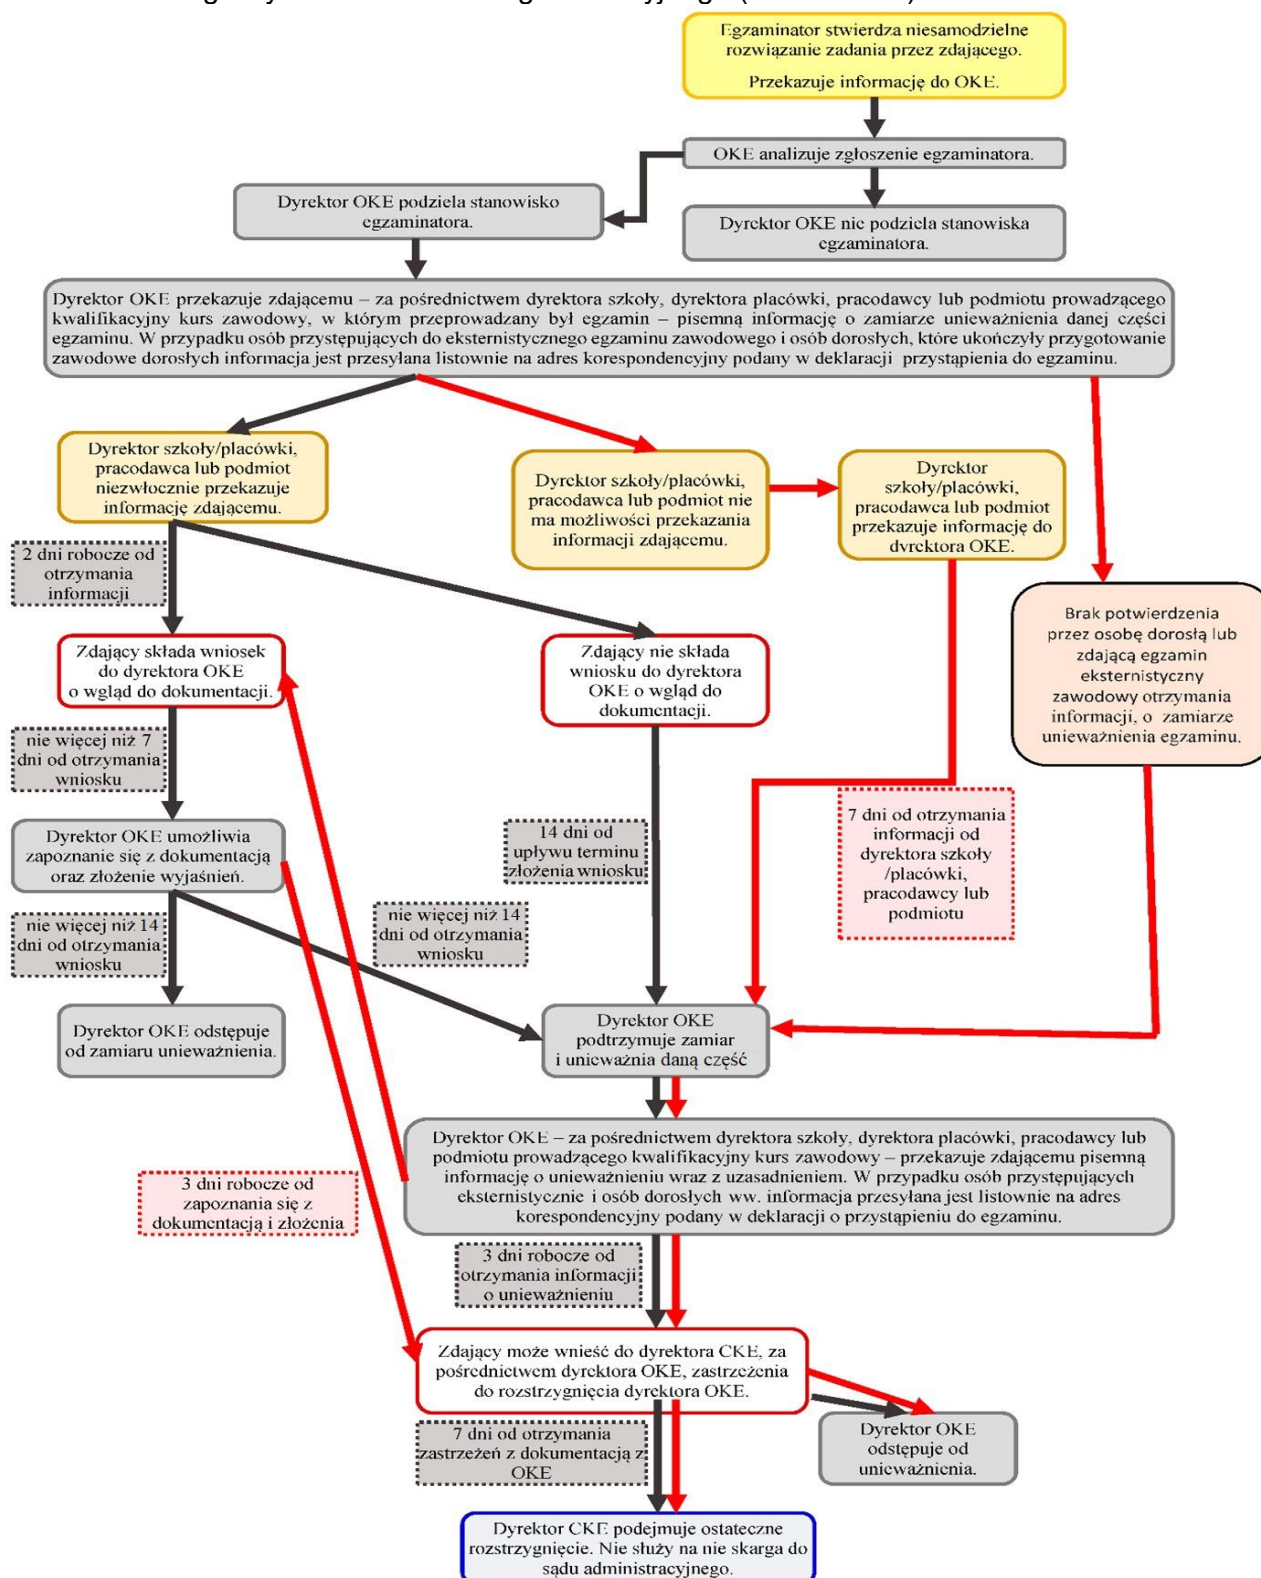 Egzaminator stwierdza niesamodzielne
rozwiązanie zadania przez zdającego.
Przekazuje informację do OKE.
OKE analizuje zgłoszenie egzaminatora.
Dyrektor OKE podziela stanowisko
egzaminatora.
Dyrektor OKE nie podziela stanowiska
egzaminatora.
Dyrektor OKE przekazuje zdającemu – za pośrednictwem dyrektora szkoły, dyrektora placówki, pracodawcy lub podmiotu prowadzącego
kwalifikacyjny kurs zawodowy, w którym przeprowadzany był egzamin – pisemną informację o zamiarze unieważnienia danej części
egzaminu. W przypadku osób przystępujących do eksternistycznego egzaminu zawodowego i osób dorosłych, które ukończyły przygotowanie
zawodowe dorosłych informacja jest przesyłana listownie na adres korespondencyjny podany w deklaracji przystąpienia do egzaminu.
Dyrektor szkoły/placówki,
pracodawca lub podmiot
niezwłocznie przekazuje
informację zdającemu.
Dyrektor szkoły/placówki,
pracodawca lub podmiot nie
ma możliwości przekazania
informacji zdającemu.
Dyrektor
szkoły/placówki,
pracodawca lub podmiot
przekazuje informację do
dyrektora OKE.
2 dni robocze od
otrzymania
informacji
Brak potwierdzenia
przez osobę dorosłą lub
zdającą egzamin
eksternistyczny
zawodowy otrzymania
informacji, o zamiarze
unieważnienia egzaminu.
Zdający składa wniosek
do dyrektora OKE
o wgląd do dokumentacji.
Zdający nie składa
wniosku do dyrektora
OKE o wgląd do
dokumentacji.
nie więcej niż 7
dni od otrzymania
wniosku
7 dni od otrzymania
informacji od
dyrektora szkoły
/placówki,
pracodawcy lub
podmiotu
Dyrektor OKE umożliwia
zapoznanie się z dokumentacją
oraz złożenie wyjaśnień.
14 dni od
upływu terminu
złożenia wniosku
nie więcej niż 14
dni od otrzymania
wniosku
nie więcej niż 14
dni od otrzymania
wniosku
Dyrektor OKE odstępuje
od zamiaru unieważnienia.
Dyrektor OKE
podtrzymuje zamiar
i unieważnia daną część
Dyrektor OKE – za pośrednictwem dyrektora szkoły, dyrektora placówki, pracodawcy lub
podmiotu prowadzącego kwalifikacyjny kurs zawodowy – przekazuje zdającemu pisemną
informację o unieważnieniu wraz z uzasadnieniem. W przypadku osób przystępujących
eksternistycznie i osób dorosłych ww. informacja przesyłana jest listownie na adres
korespondencyjny podany w deklaracji o przystąpieniu do egzaminu.
3 dni robocze od
zapoznania się z
dokumentacją i złożenia
3 dni robocze od
otrzymania informacji
o unieważnieniu
Zdający może wnieść do dyrektora CKE, za
pośrednictwem dyrektora OKE, zastrzeżenia
do rozstrzygnięcia dyrektora OKE.
7 dni od otrzymania
zastrzeżeń z dokumentacją z
OKE
Dyrektor OKE
odstępuje od
unieważnienia.
Dyrektor CKE podejmuje ostateczne
rozstrzygnięcie. Nie służy na nie skarga do
sądu administracyjnego.